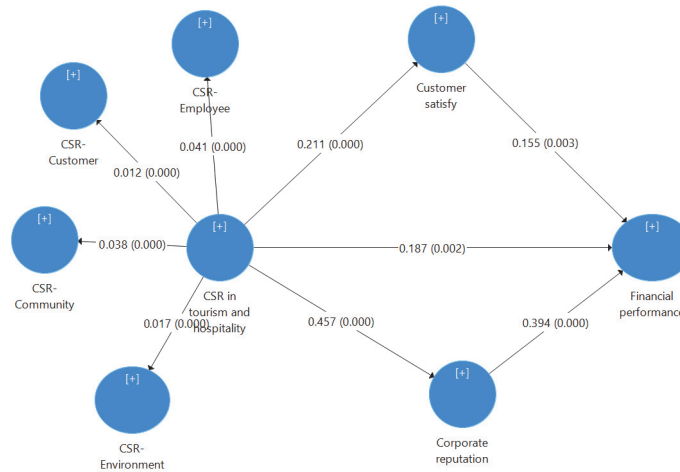 [+]
CSR-
Employee
[+]
Customer
satisfy
[+]
CSR-
Customer
0.041 (0.000)
0.211 (0.000)
0.155 (0.003)
0.012 (0.000)
[+]
CSR-
Community
0.038 (0.000)
[+]
CSR in
tourism and
hospitality
0.187 (0.002)
[+]
Financial
performance
0.017 (0.000)
0.457 (0.000)
0.394 (0.000)
[+]
CSR-
Environment
[+]
Corporate
reputation